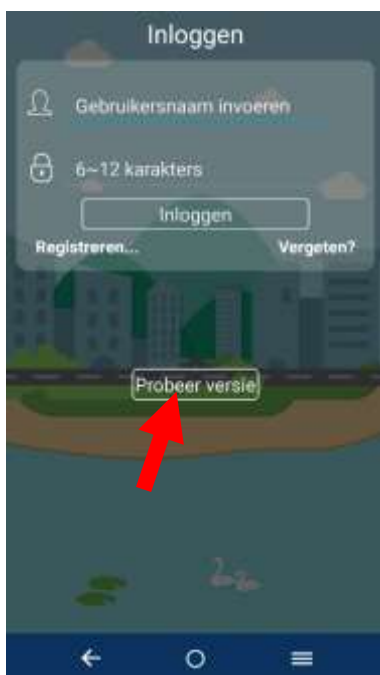 Inloggen
Gebruikersnaam invoeren
6~12 karakters
Inloggen
Registreren... Vergeten?
Probeer versie